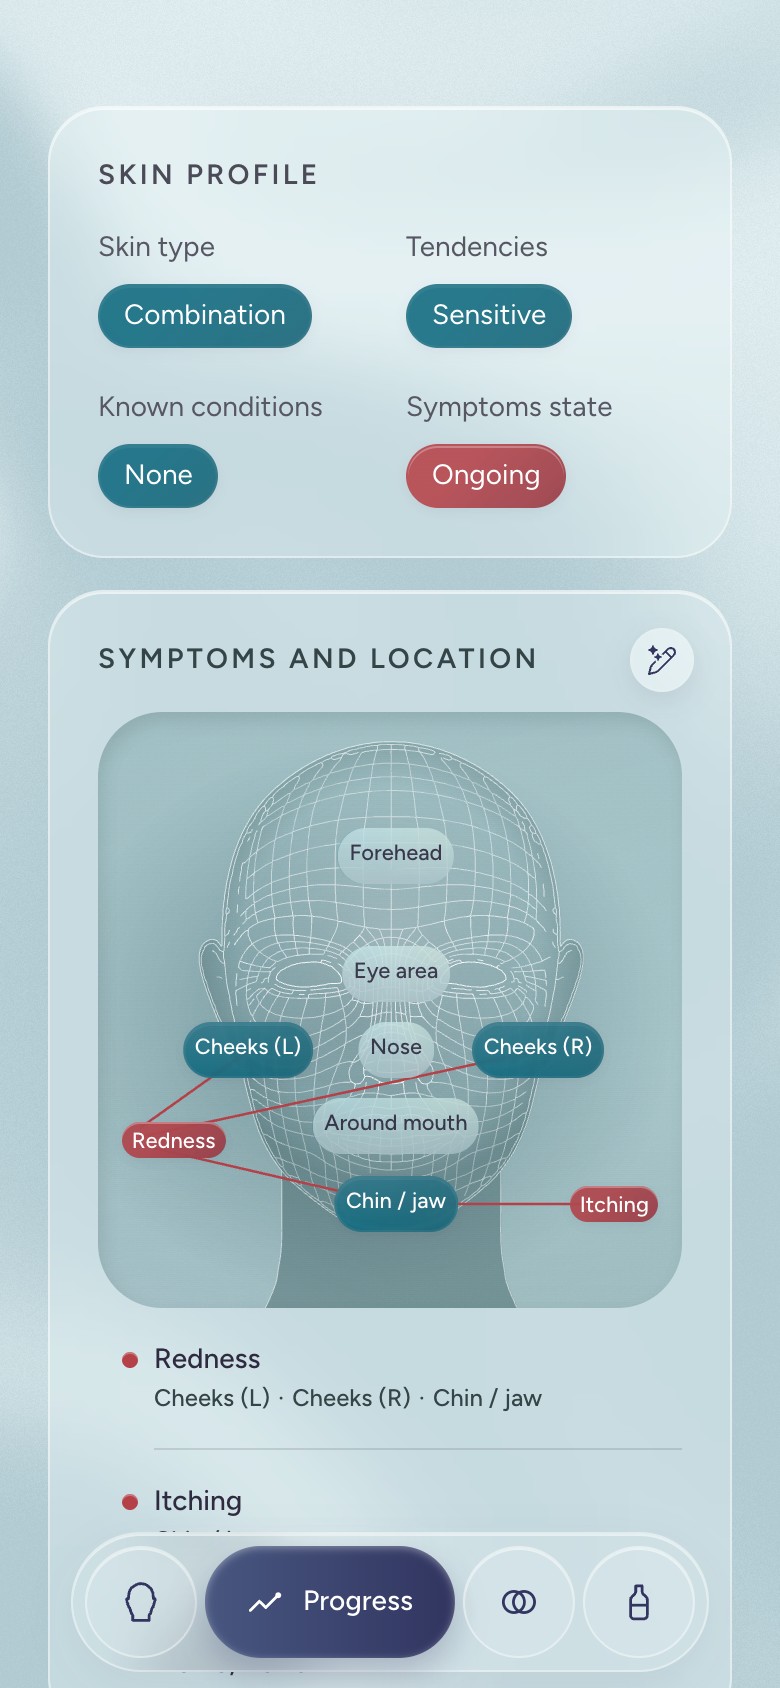 SKIN PROFILE
Skin type
Tendencies
Combination
Sensitive
Known conditions
Symptoms state
None
Ongoing
SYMPTOMS AND LOCATION
Forehead
Eye area
Cheeks (L)
Nose
Cheeks (R)
Around mouth
Redness
Chin / jaw
Itching
Redness
Cheeks (L) · Cheeks (R) · Chin / jaw
Itching
Progress